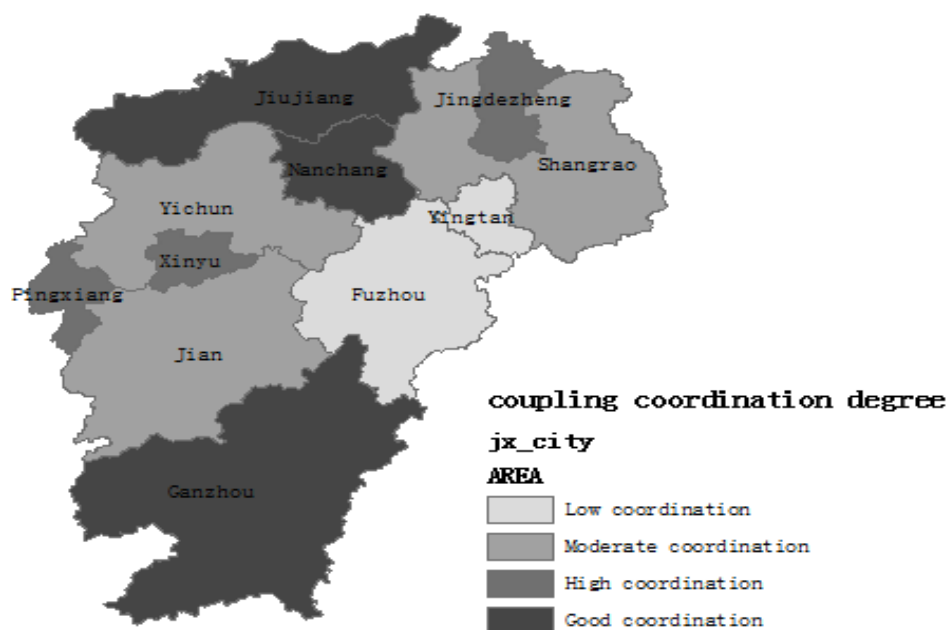 Jiujiang
Jingdezheng
Nanchang
Shangrao
Yichun
Yingtan
Xinyu
Pingxiang
Fuzhou
Jian
Ganzhou
coupling coordination degree
jx_city
AREA
Low coordination
Moderate coordination
High coordination
Good coordination